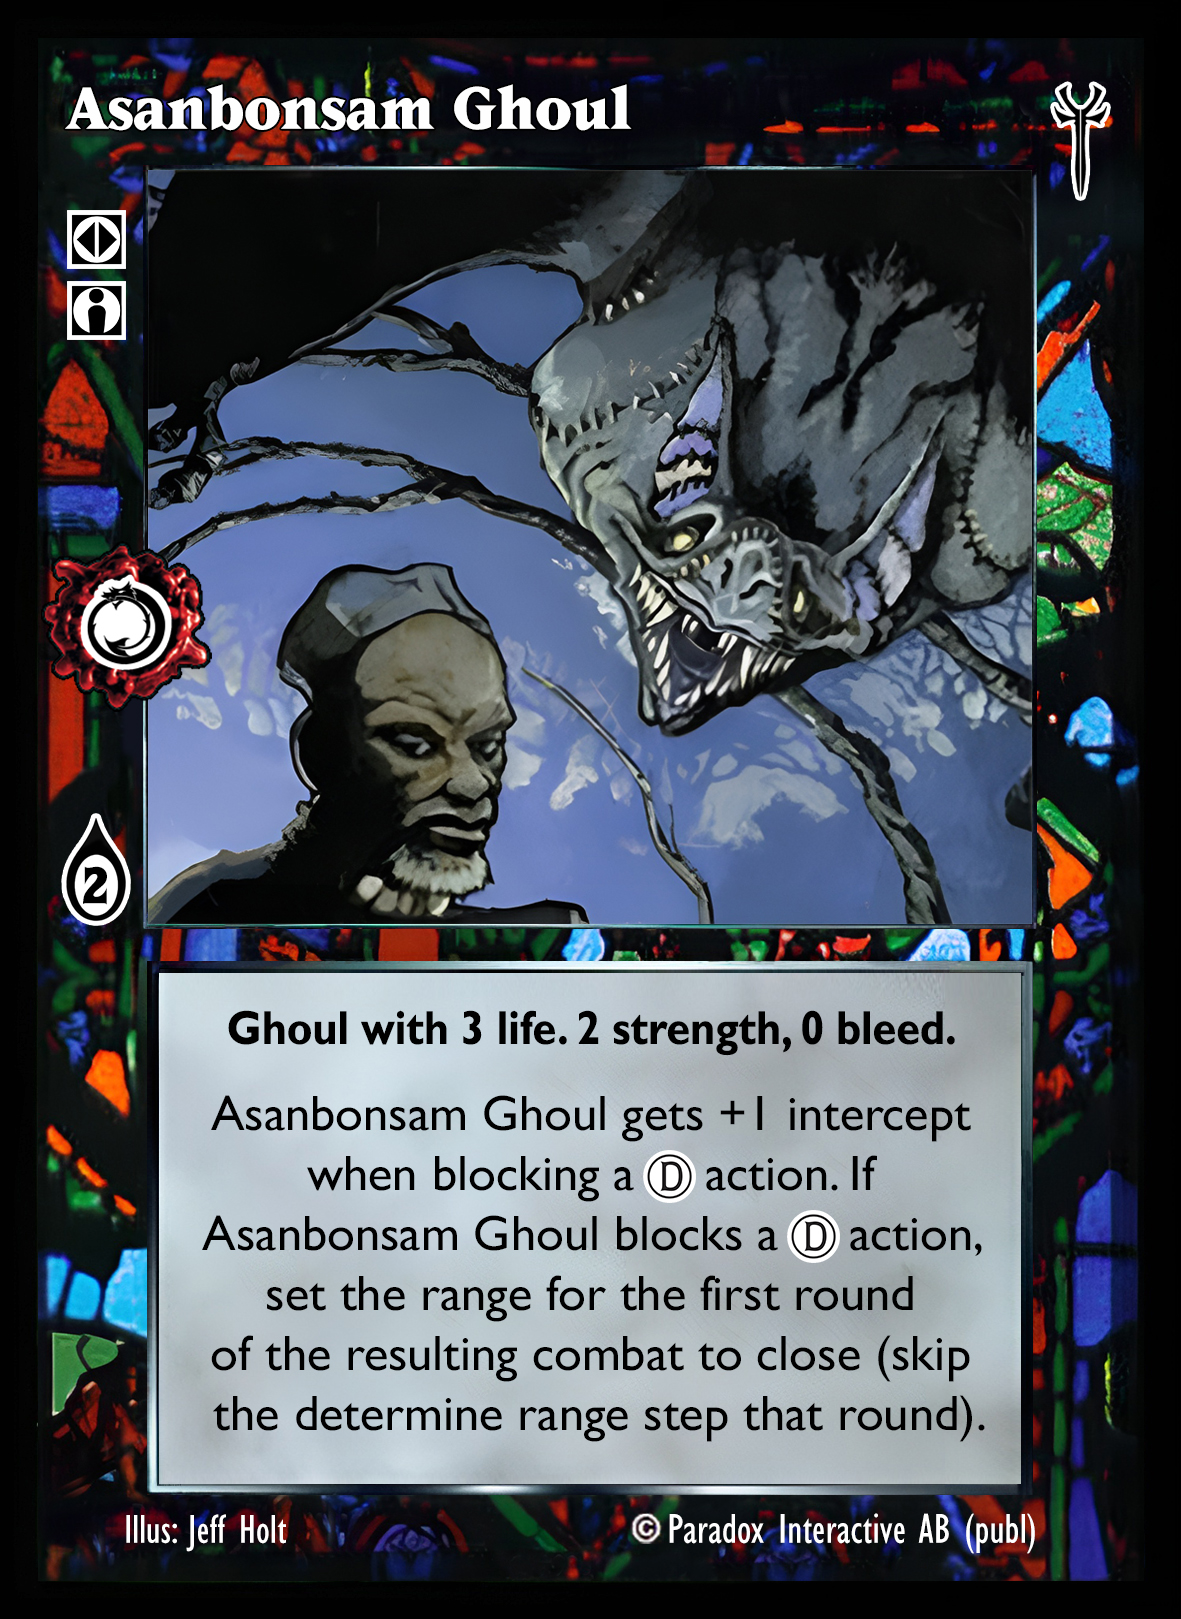 Asanbonsam Ghoul
2
Ghoul with 3 life. 2 strength, 0 bleed.
Asanbonsam Ghoul gets +1 intercept
when blocking a Ⓓ action. If
Asanbonsam Ghoul blocks a Ⓓ action,
set the range for the first round
of the resulting combat to close (skip
the determine range step that round).
Illus: Jeff Holt
© Paradox Interactive AB (publ)